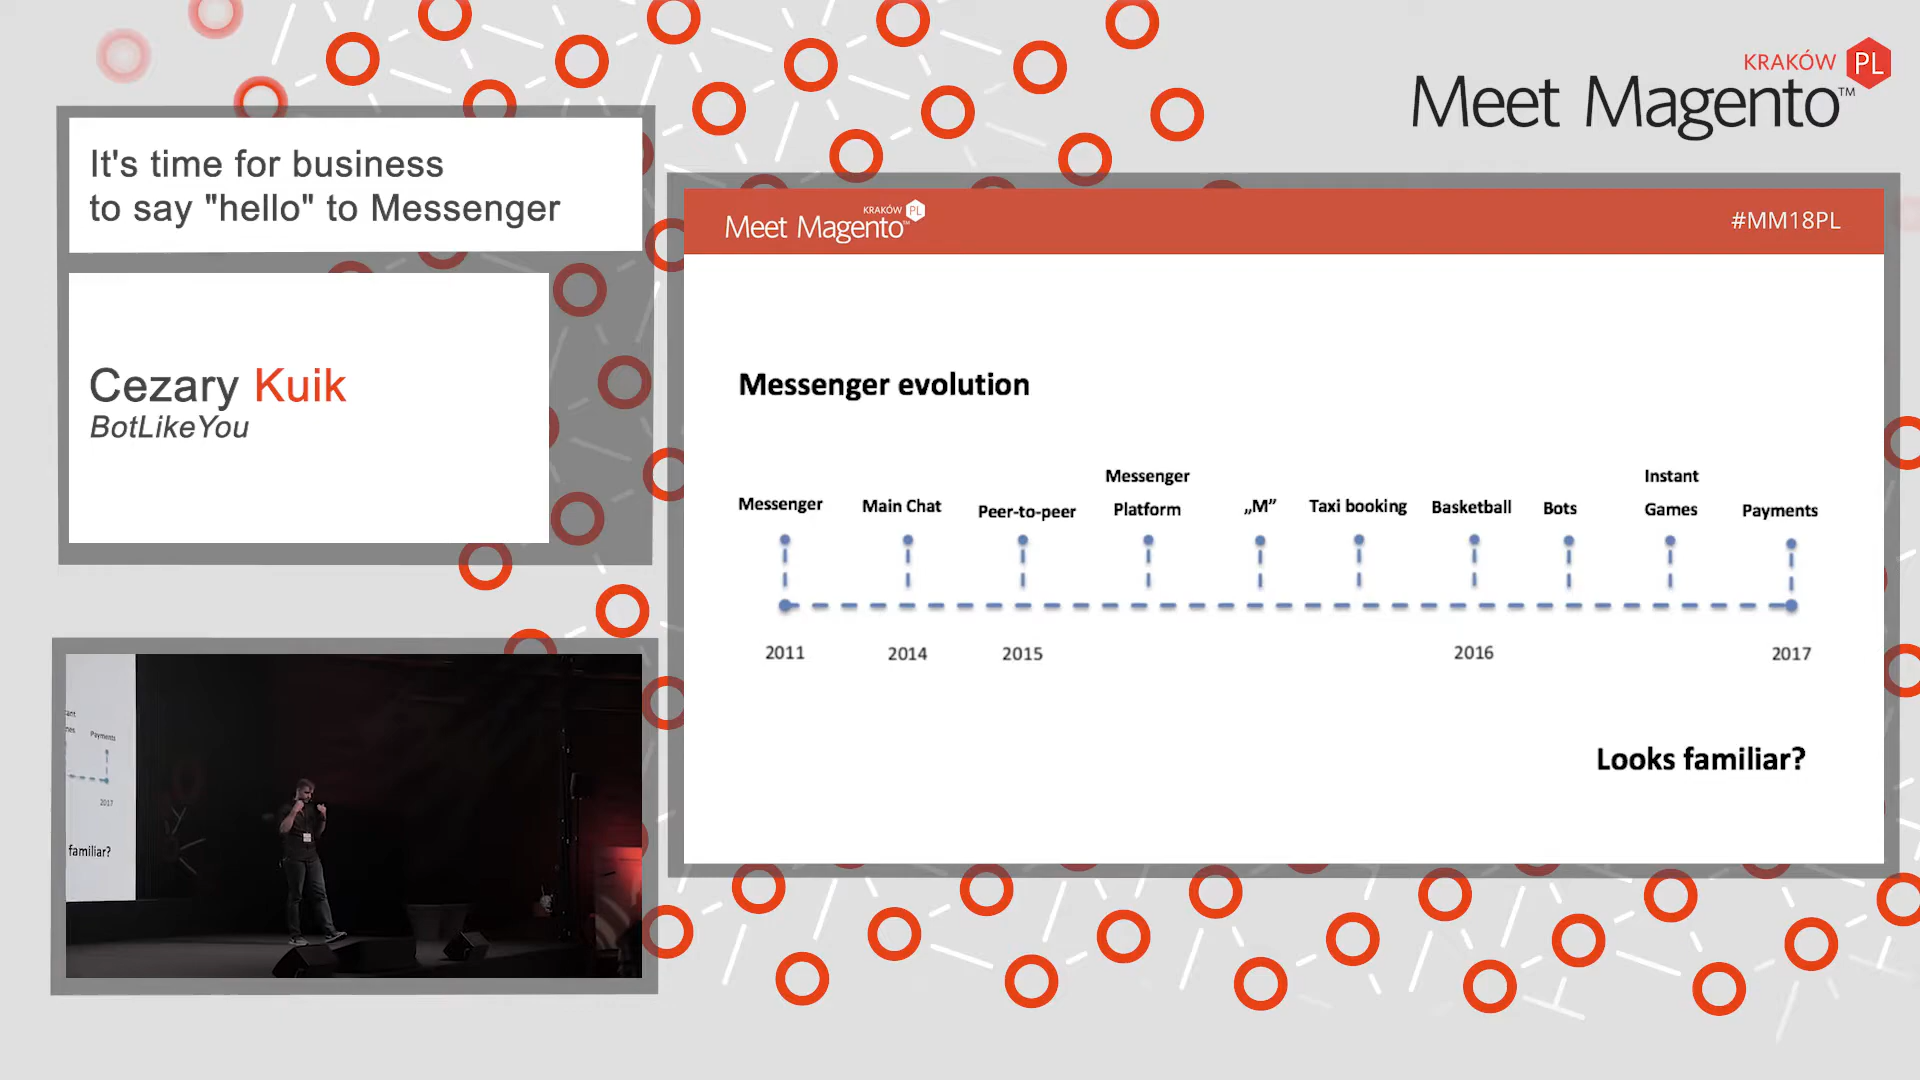 KRAKÓW PL
Meet Magento™
It's time for business
to say "hello" to Messenger
Cezary Kuik
BotLikeYou
KRAKÓW PL
Meet Magento™
#MM18PL
Messenger evolution
Messenger
Main Chat
Peer-to-peer
Messenger
Platform
„M”
Taxi booking
Basketball
Bots
Instant
Games
Payments
2011
2014
2015
2016
2017
Looks familiar?
Payments
2017
familiar?